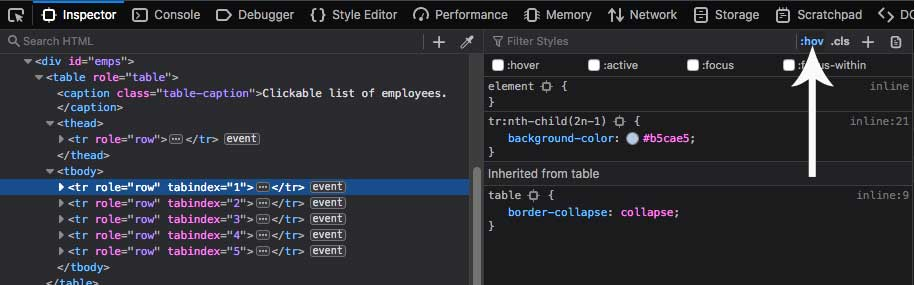 Inspector Console Debugger Style Editor Performance Memory Network Storage Scratchpad
Search HTML
<div id="emps">
<table role="table">
<caption class="table-caption">Clickable list of employees.
</caption>
<thead>
<tr role="row">…</tr> event
</thead>
<tbody>
<tr role="row" tabindex="1">…</tr> event
<tr role="row" tabindex="2">…</tr> event
<tr role="row" tabindex="3">…</tr> event
<tr role="row" tabindex="4">…</tr> event
<tr role="row" tabindex="5">…</tr> event
</tbody>
</table>
Filter Styles :hov .cls
:hover :active :focus :focus-within
element { inline
}
tr:nth-child(2n-1) { inline:21
background-color: #b5cae5;
}
Inherited from table
table { inline:9
border-collapse: collapse;
}